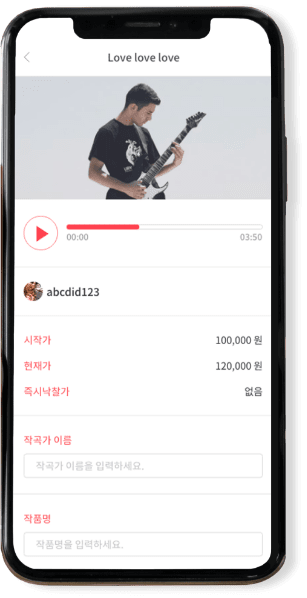 Love love love
00:00 03:50
abcdid123
시작가 100,000 원
현재가 120,000 원
즉시낙찰가 없음
작곡가 이름
작곡가 이름을 입력하세요.
작품명
작품명을 입력하세요.